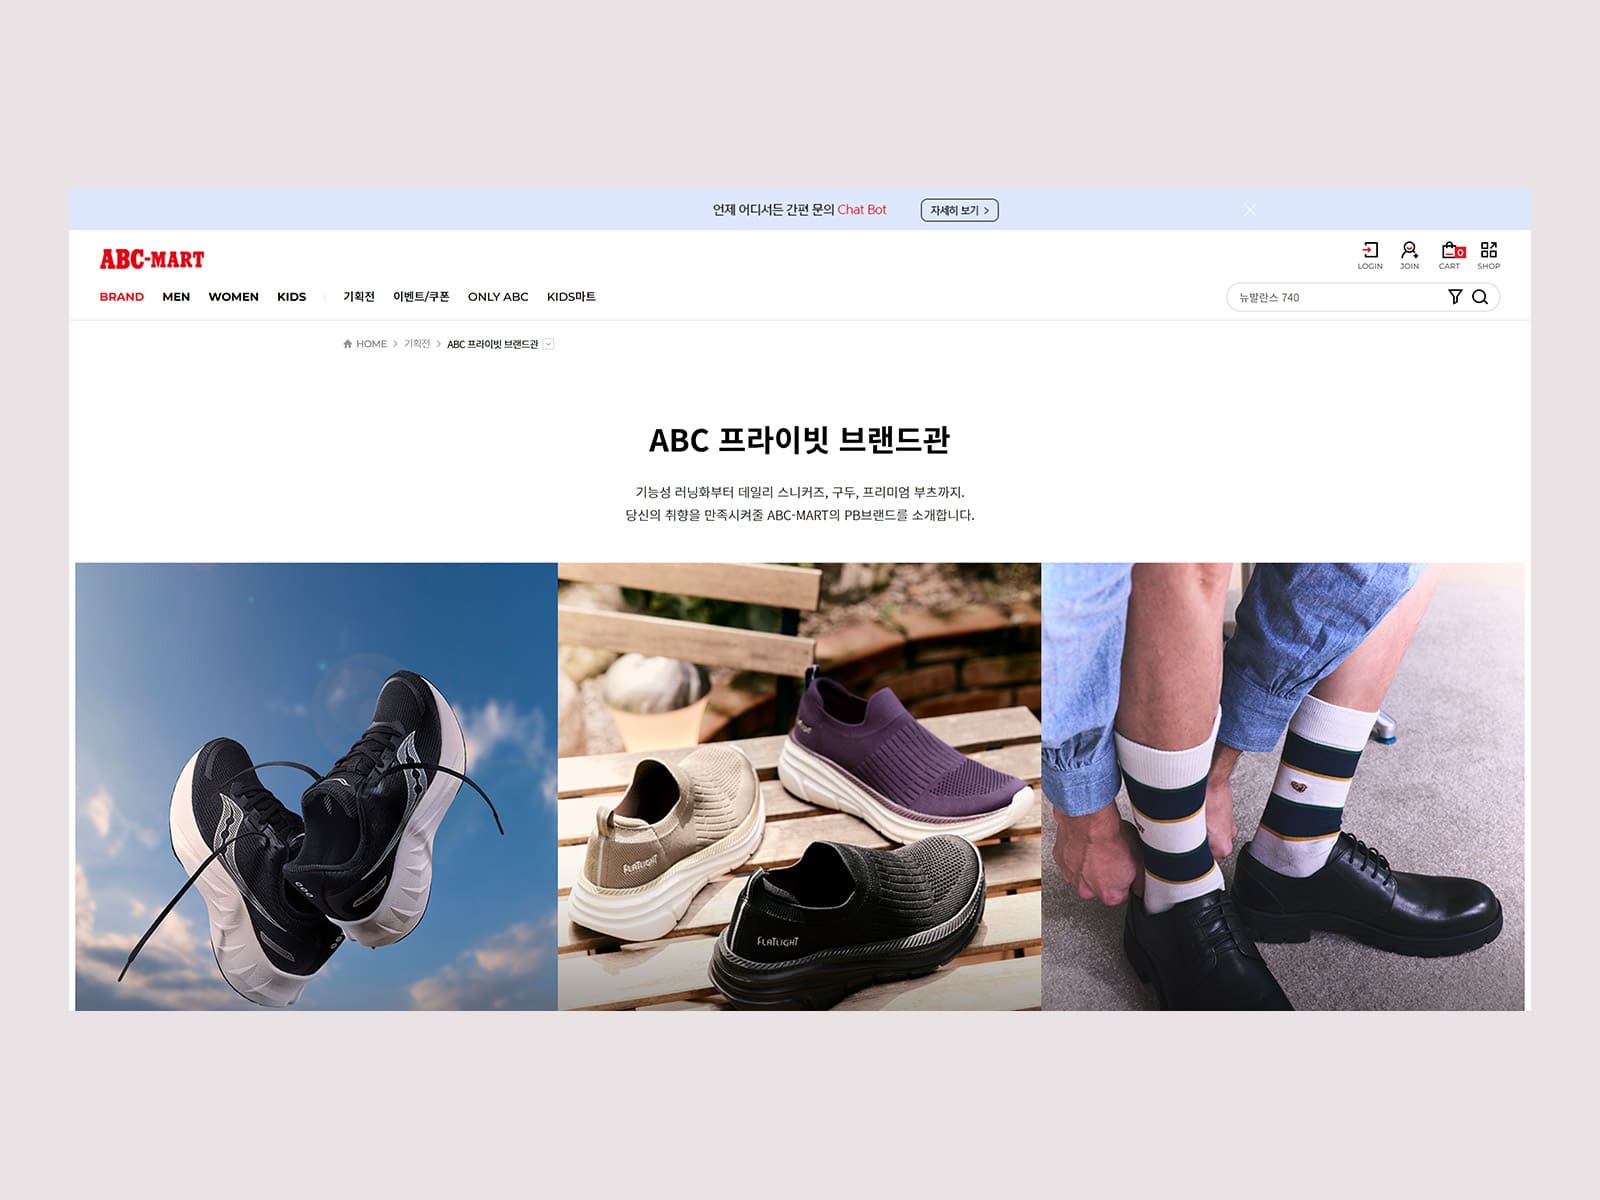 언제 어디서든 간편 문의 Chat Bot 자세히 보기 >
ABC-MART
LOGIN JOIN CART 0 SHOP
BRAND MEN WOMEN KIDS 기획전 이벤트/쿠폰 ONLY ABC KIDS마트
뉴발란스 740
HOME > 기획전 > ABC 프라이빗 브랜드관
ABC 프라이빗 브랜드관
기능성 러닝화부터 데일리 스니커즈, 구두, 프리미엄 부츠까지.
당신의 취향을 만족시켜줄 ABC-MART의 PB브랜드를 소개합니다.
FLATLIGHT
FLATLIGHT